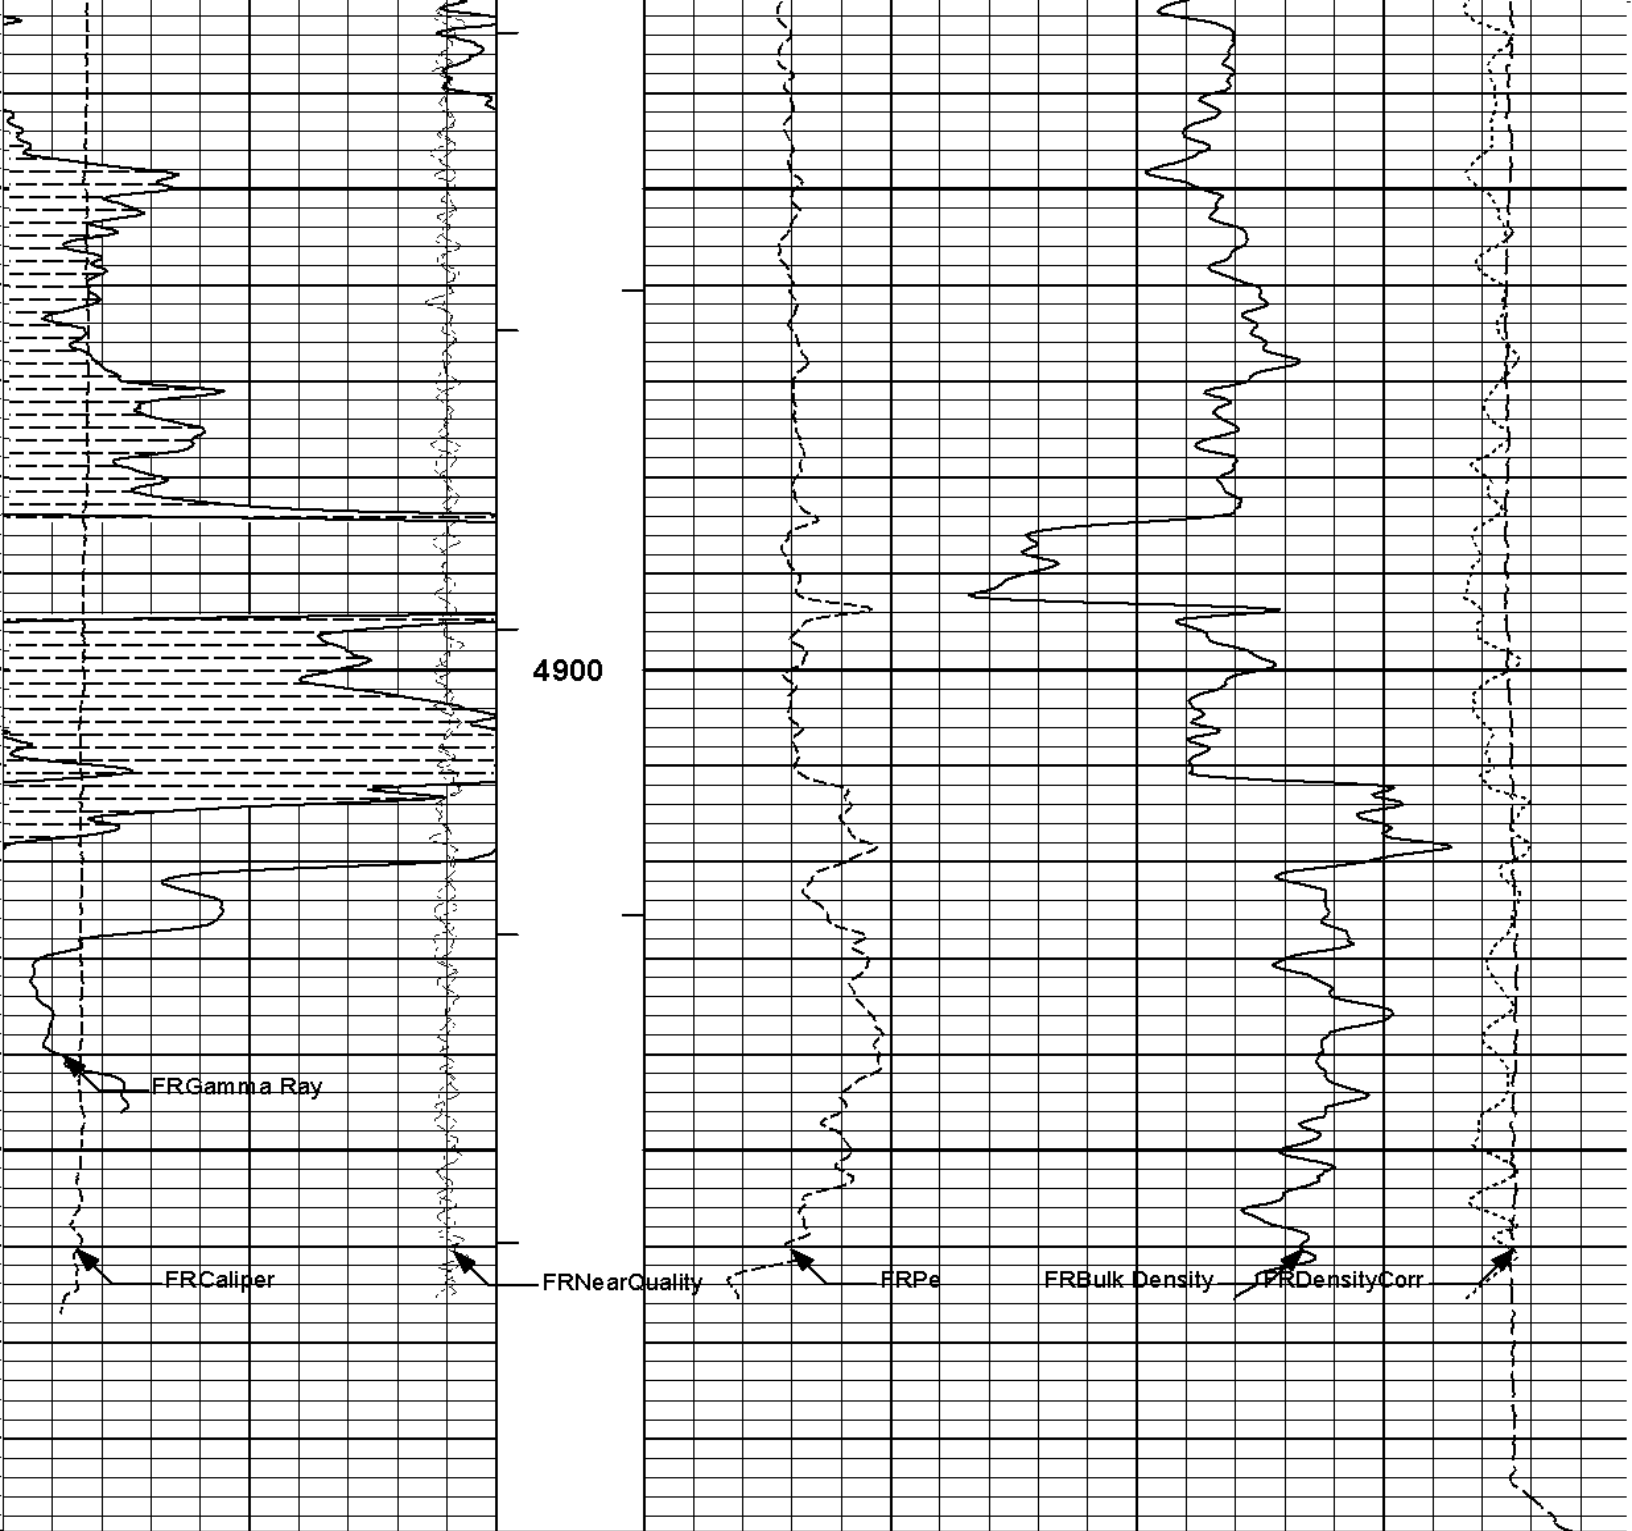 4900
FRGamma Ray
FRCaliper
FRNearQuality
FRPe
FRBulk Density
FRDensityCorr